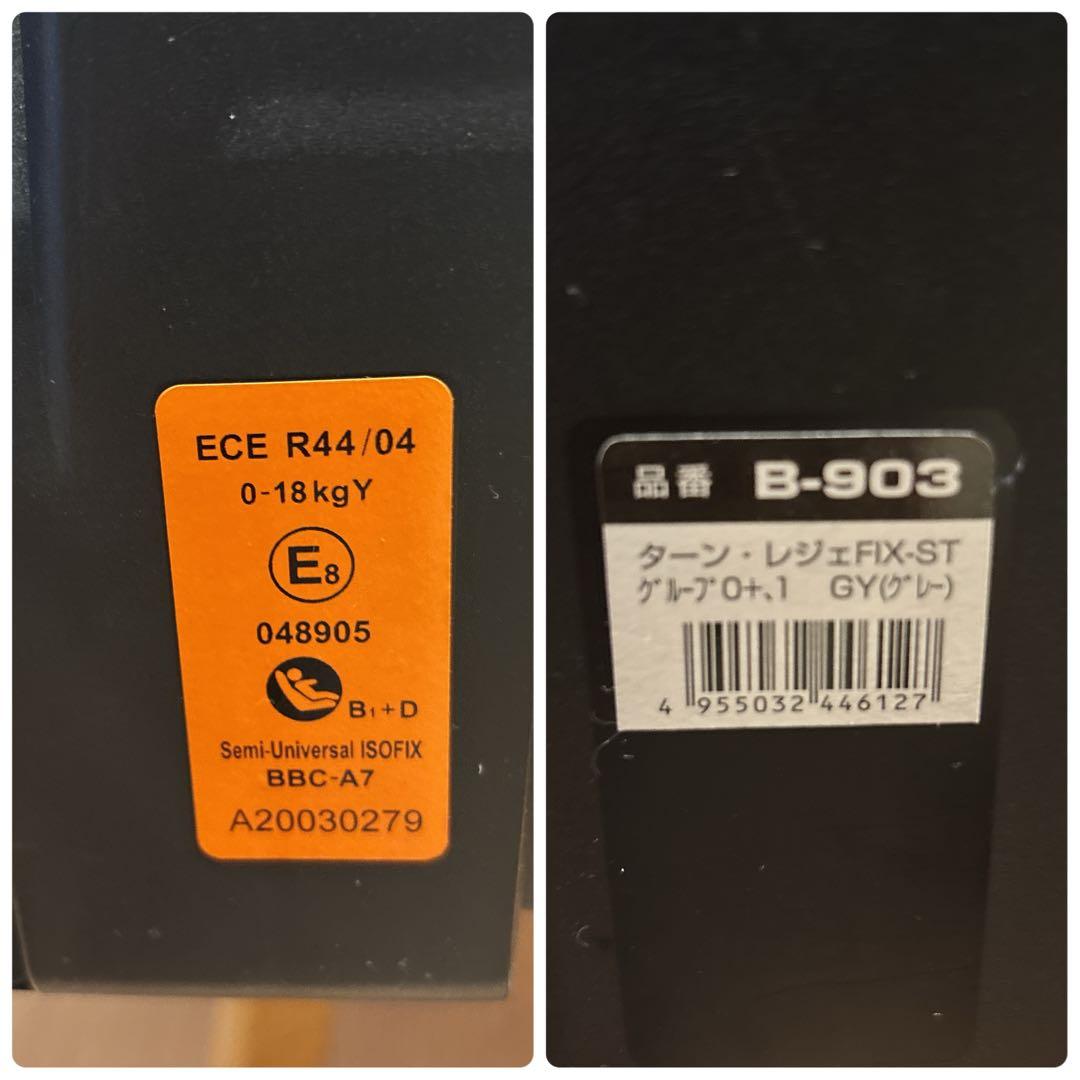 ECE R44/04
0-18kgY
E8
048905
B1+D
Semi-Universal ISOFIX
BBC-A7
A20030279
品番 B-903
ターン・レジェFIX-ST
ｸﾞﾙｰﾌﾟ0+､1 GY(ｸﾞﾚｰ)
4 955032 446127